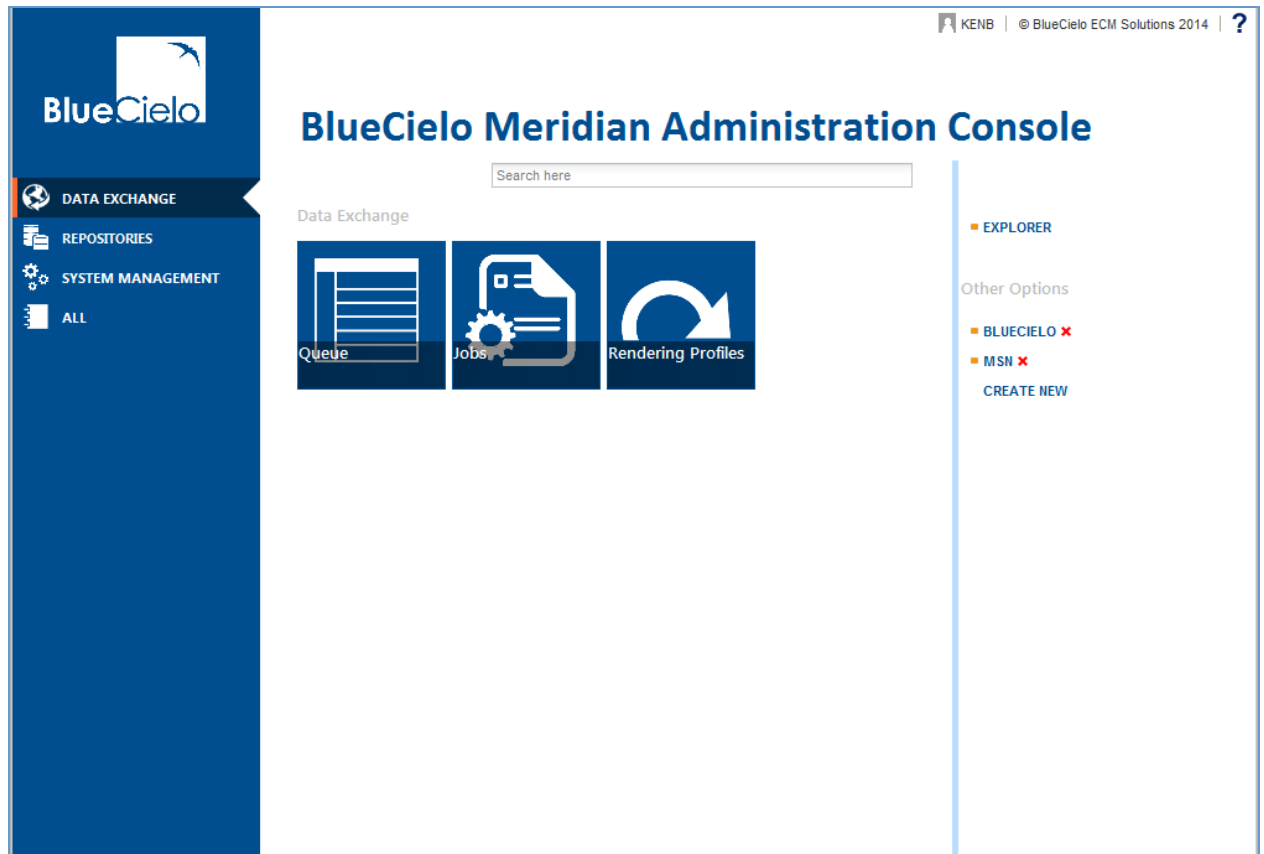 KENB
© BlueCielo ECM Solutions 2014
?
BlueCielo
BlueCielo Meridian Administration Console
Search here
DATA EXCHANGE
REPOSITORIES
SYSTEM MANAGEMENT
ALL
Data Exchange
Queue
Jobs
Rendering Profiles
EXPLORER
Other Options
BLUECIELO
MSN
CREATE NEW